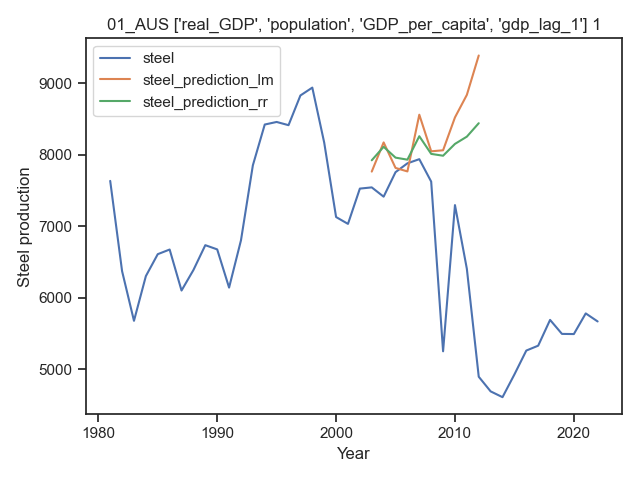 01_AUS ['real_GDP', 'population', 'GDP_per_capita', 'gdp_lag_1'] 1
steel
steel_prediction_lm
steel_prediction_rr
Steel production
9000
8000
7000
6000
5000
1980
1990
2000
2010
2020
Year